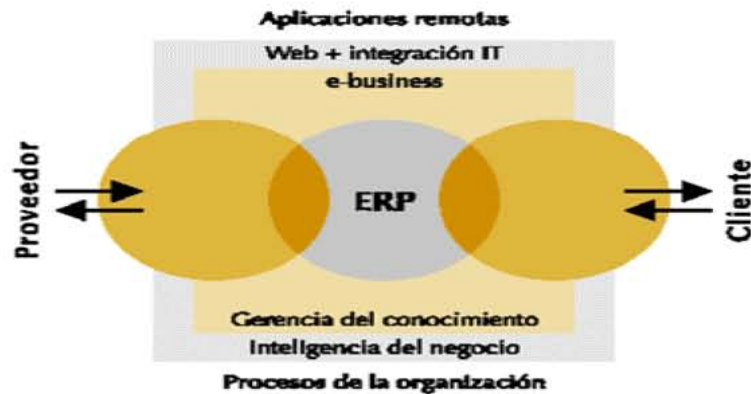 Aplicaciones remotas
Web + integración IT
e-business
Proveedor
ERP
Cliente
Gerencia del conocimiento
Inteligencia del negocio
Procesos de la organización